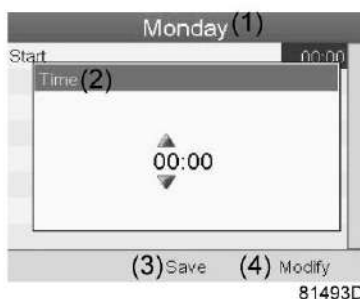 Monday (1)
Start 00:00
Time (2)
00:00
(3) Save (4) Modify
81493D